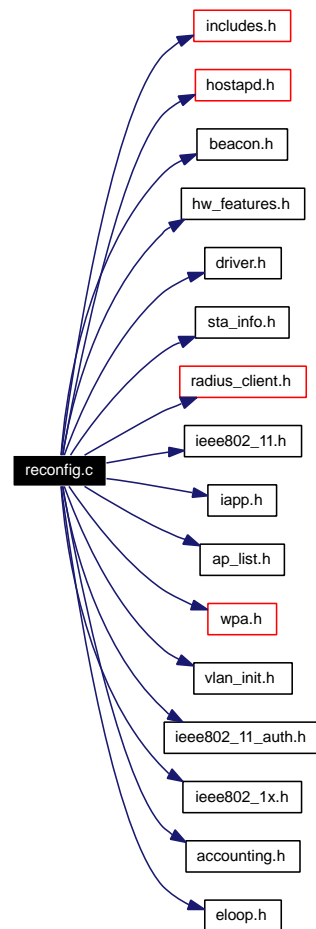 includes.h
hostapd.h
beacon.h
hw_features.h
driver.h
sta_info.h
radius_client.h
ieee802_11.h
reconfig.c
iapp.h
ap_list.h
wpa.h
vlan_init.h
ieee802_11_auth.h
ieee802_1x.h
accounting.h
eloop.h